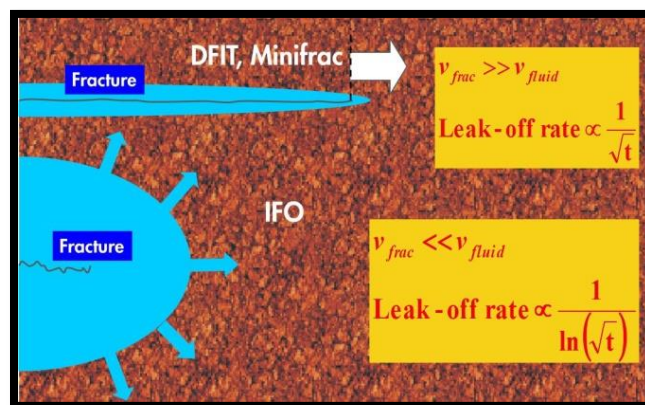 DFIT, Minifrac
Fracture
v_frac >> v_fluid
Leak-off rate ∝ 1/√t
IFO
Fracture
v_frac << v_fluid
Leak-off rate ∝ 1/ln(√t)